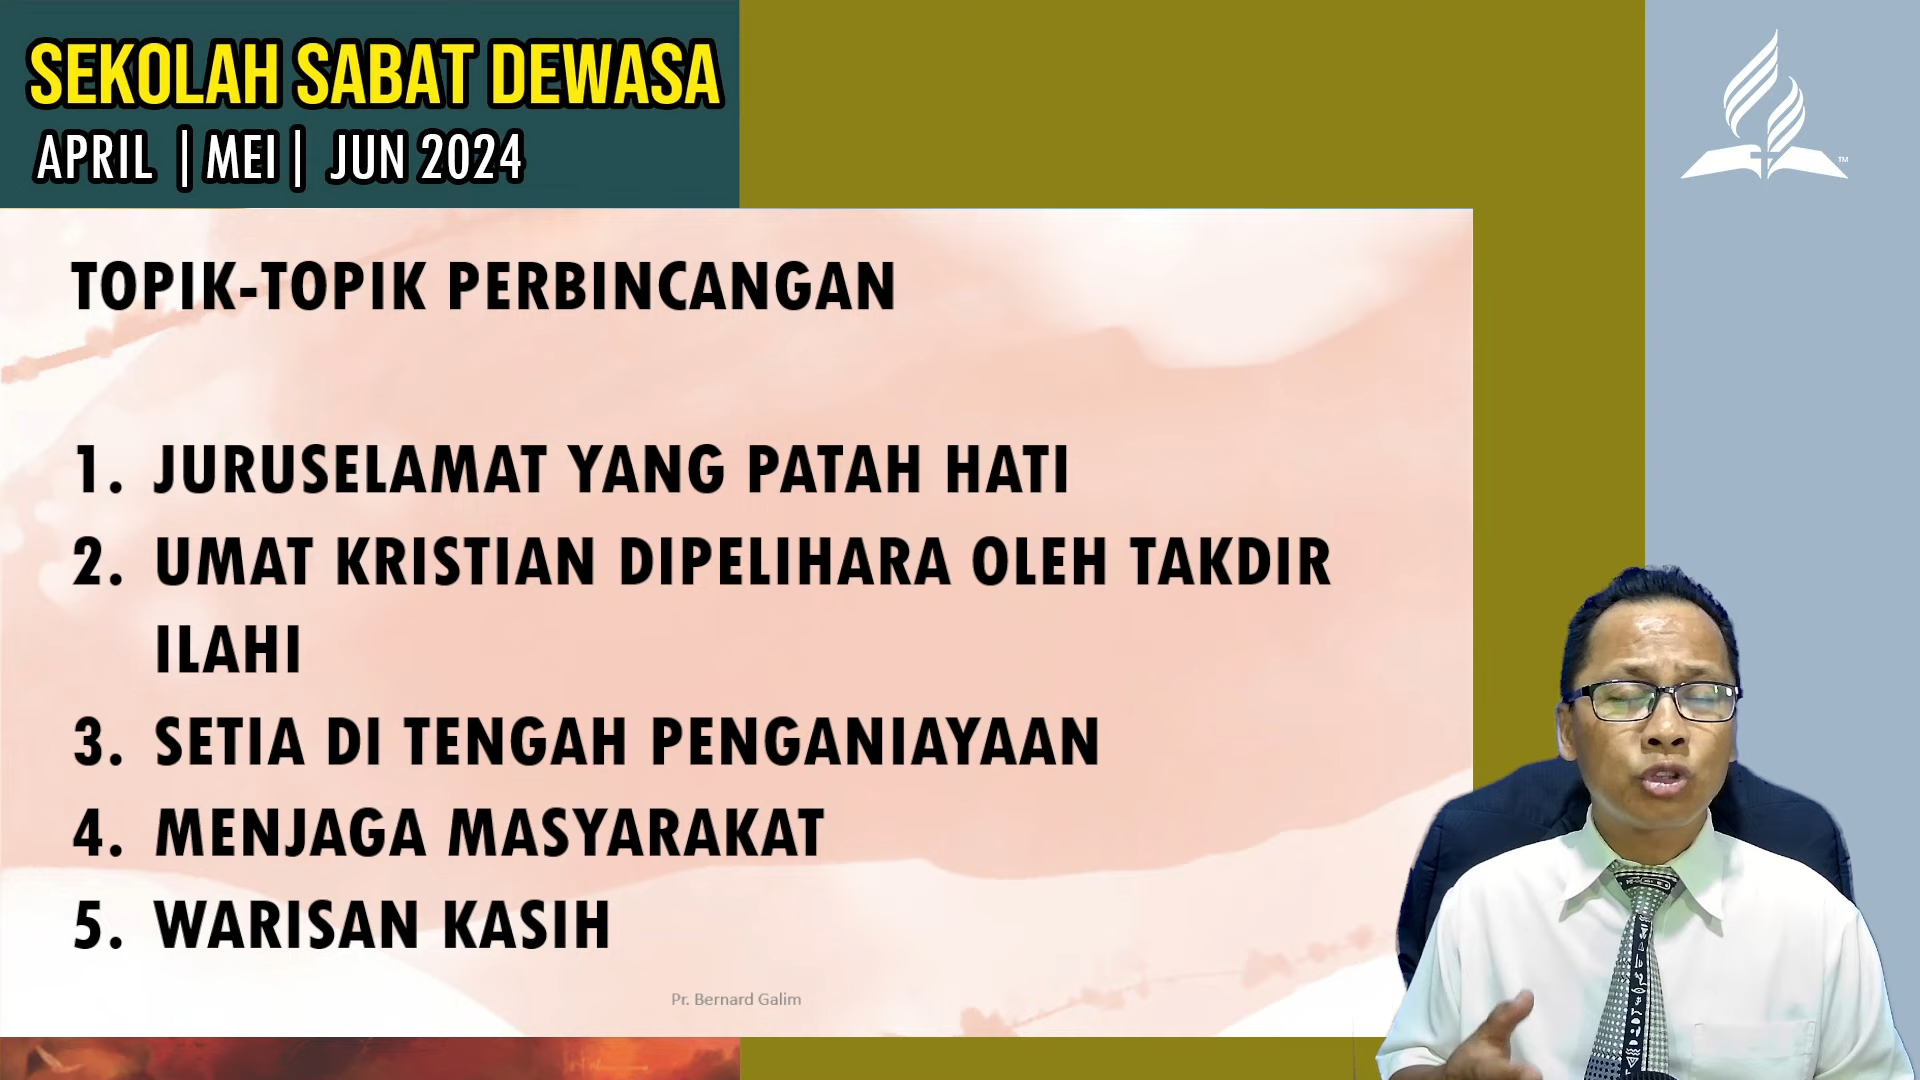 SEKOLAH SABAT DEWASA
APRIL | MEI | JUN 2024
TM
TOPIK-TOPIK PERBINCANGAN
1. JURUSELAMAT YANG PATAH HATI
2. UMAT KRISTIAN DIPELIHARA OLEH TAKDIR
ILAHI
3. SETIA DI TENGAH PENGANIAYAAN
4. MENJAGA MASYARAKAT
5. WARISAN KASIH
Pr. Bernard Galim